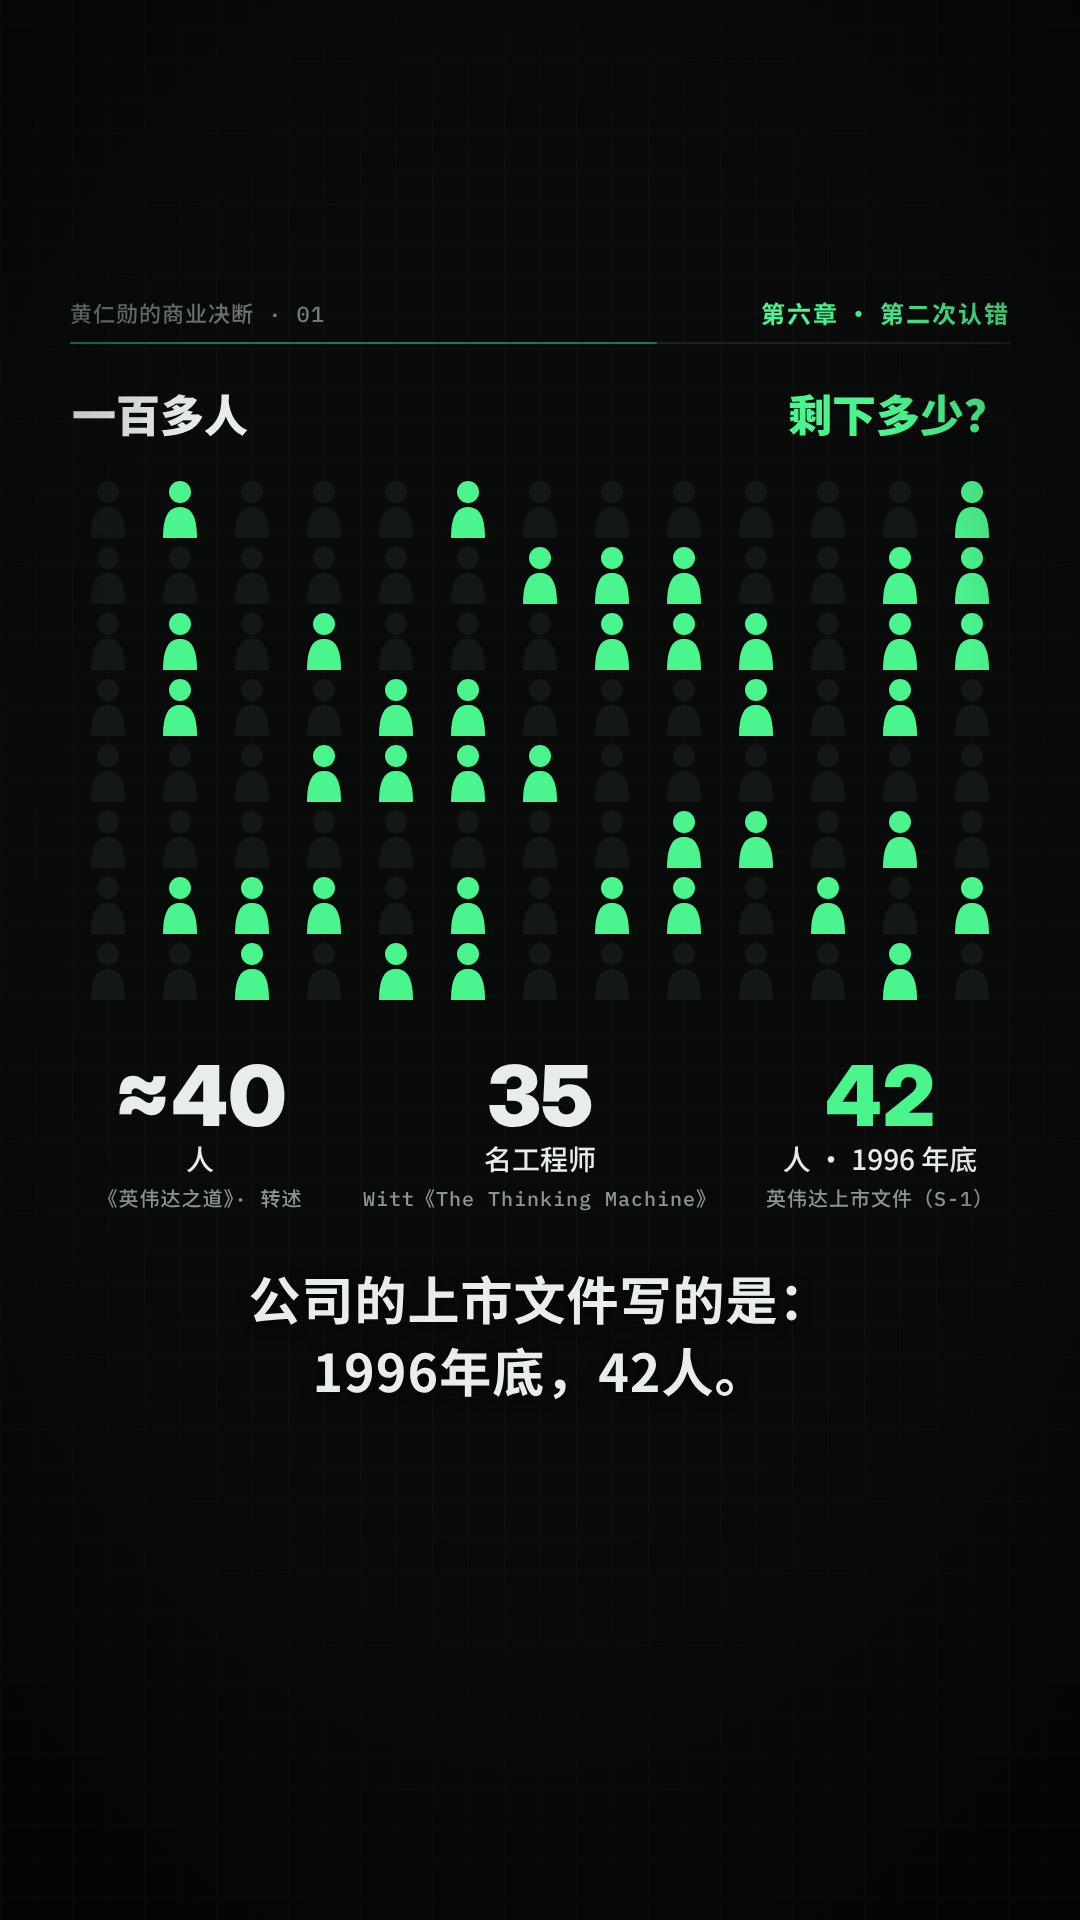 黄仁勋的商业决断 · 01
第六章 · 第二次认错
一百多人
剩下多少?
≈40
人
《英伟达之道》· 转述
35
名工程师
Witt《The Thinking Machine》
42
人 · 1996 年底
英伟达上市文件（S-1）
公司的上市文件写的是：
1996年底，42人。